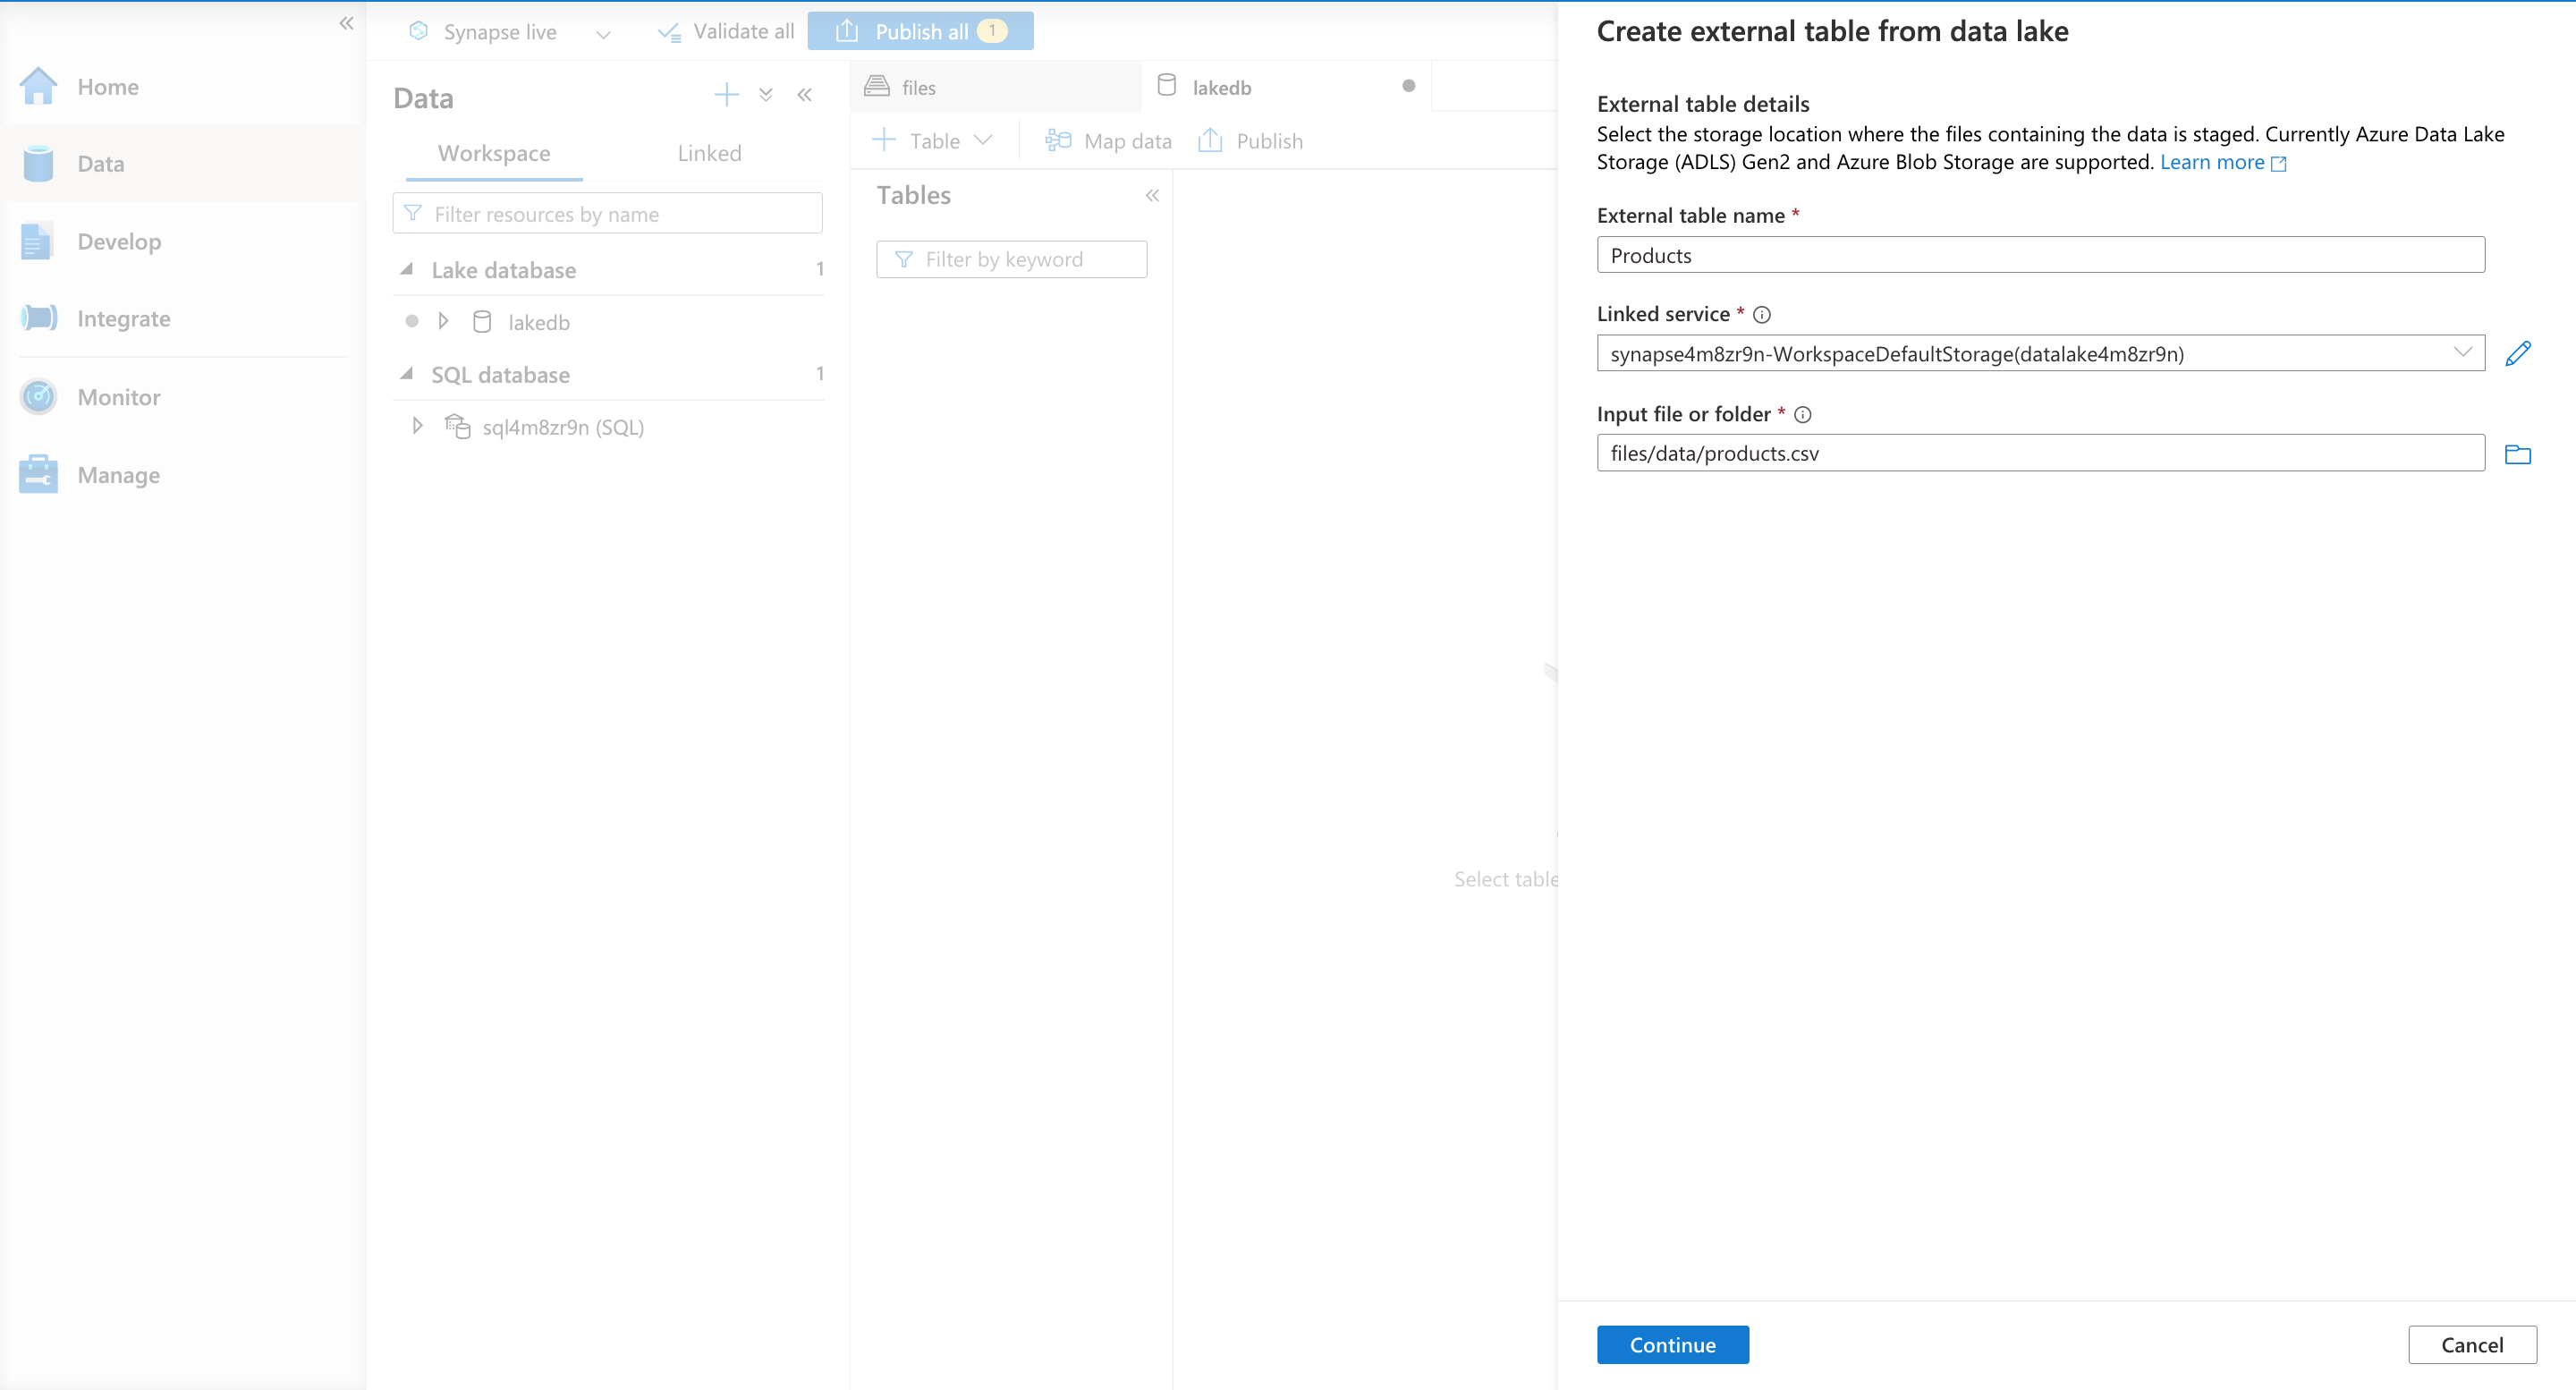 Home
Data
Develop
Integrate
Monitor
Manage
Synapse live
Validate all
Publish all 1
Data
Workspace Linked
Filter resources by name
Lake database 1
lakedb
SQL database 1
sql4m8zr9n (SQL)
files
lakedb
Table
Map data
Publish
Tables
Filter by keyword
Select table
Create external table from data lake
External table details
Select the storage location where the files containing the data is staged. Currently Azure Data Lake
Storage (ADLS) Gen2 and Azure Blob Storage are supported. Learn more
External table name *
Products
Linked service *
synapse4m8zr9n-WorkspaceDefaultStorage(datalake4m8zr9n)
Input file or folder *
files/data/products.csv
Continue
Cancel